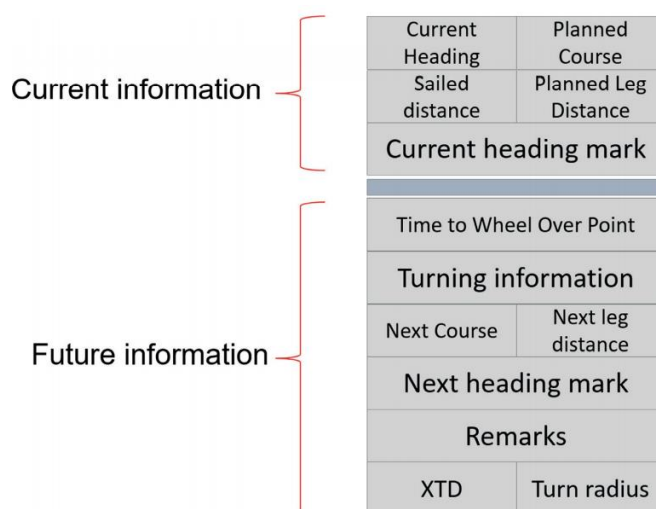 Current information
Current
Heading
Planned
Course
Sailed
distance
Planned Leg
Distance
Current heading mark
Future information
Time to Wheel Over Point
Turning information
Next Course
Next leg
distance
Next heading mark
Remarks
XTD
Turn radius